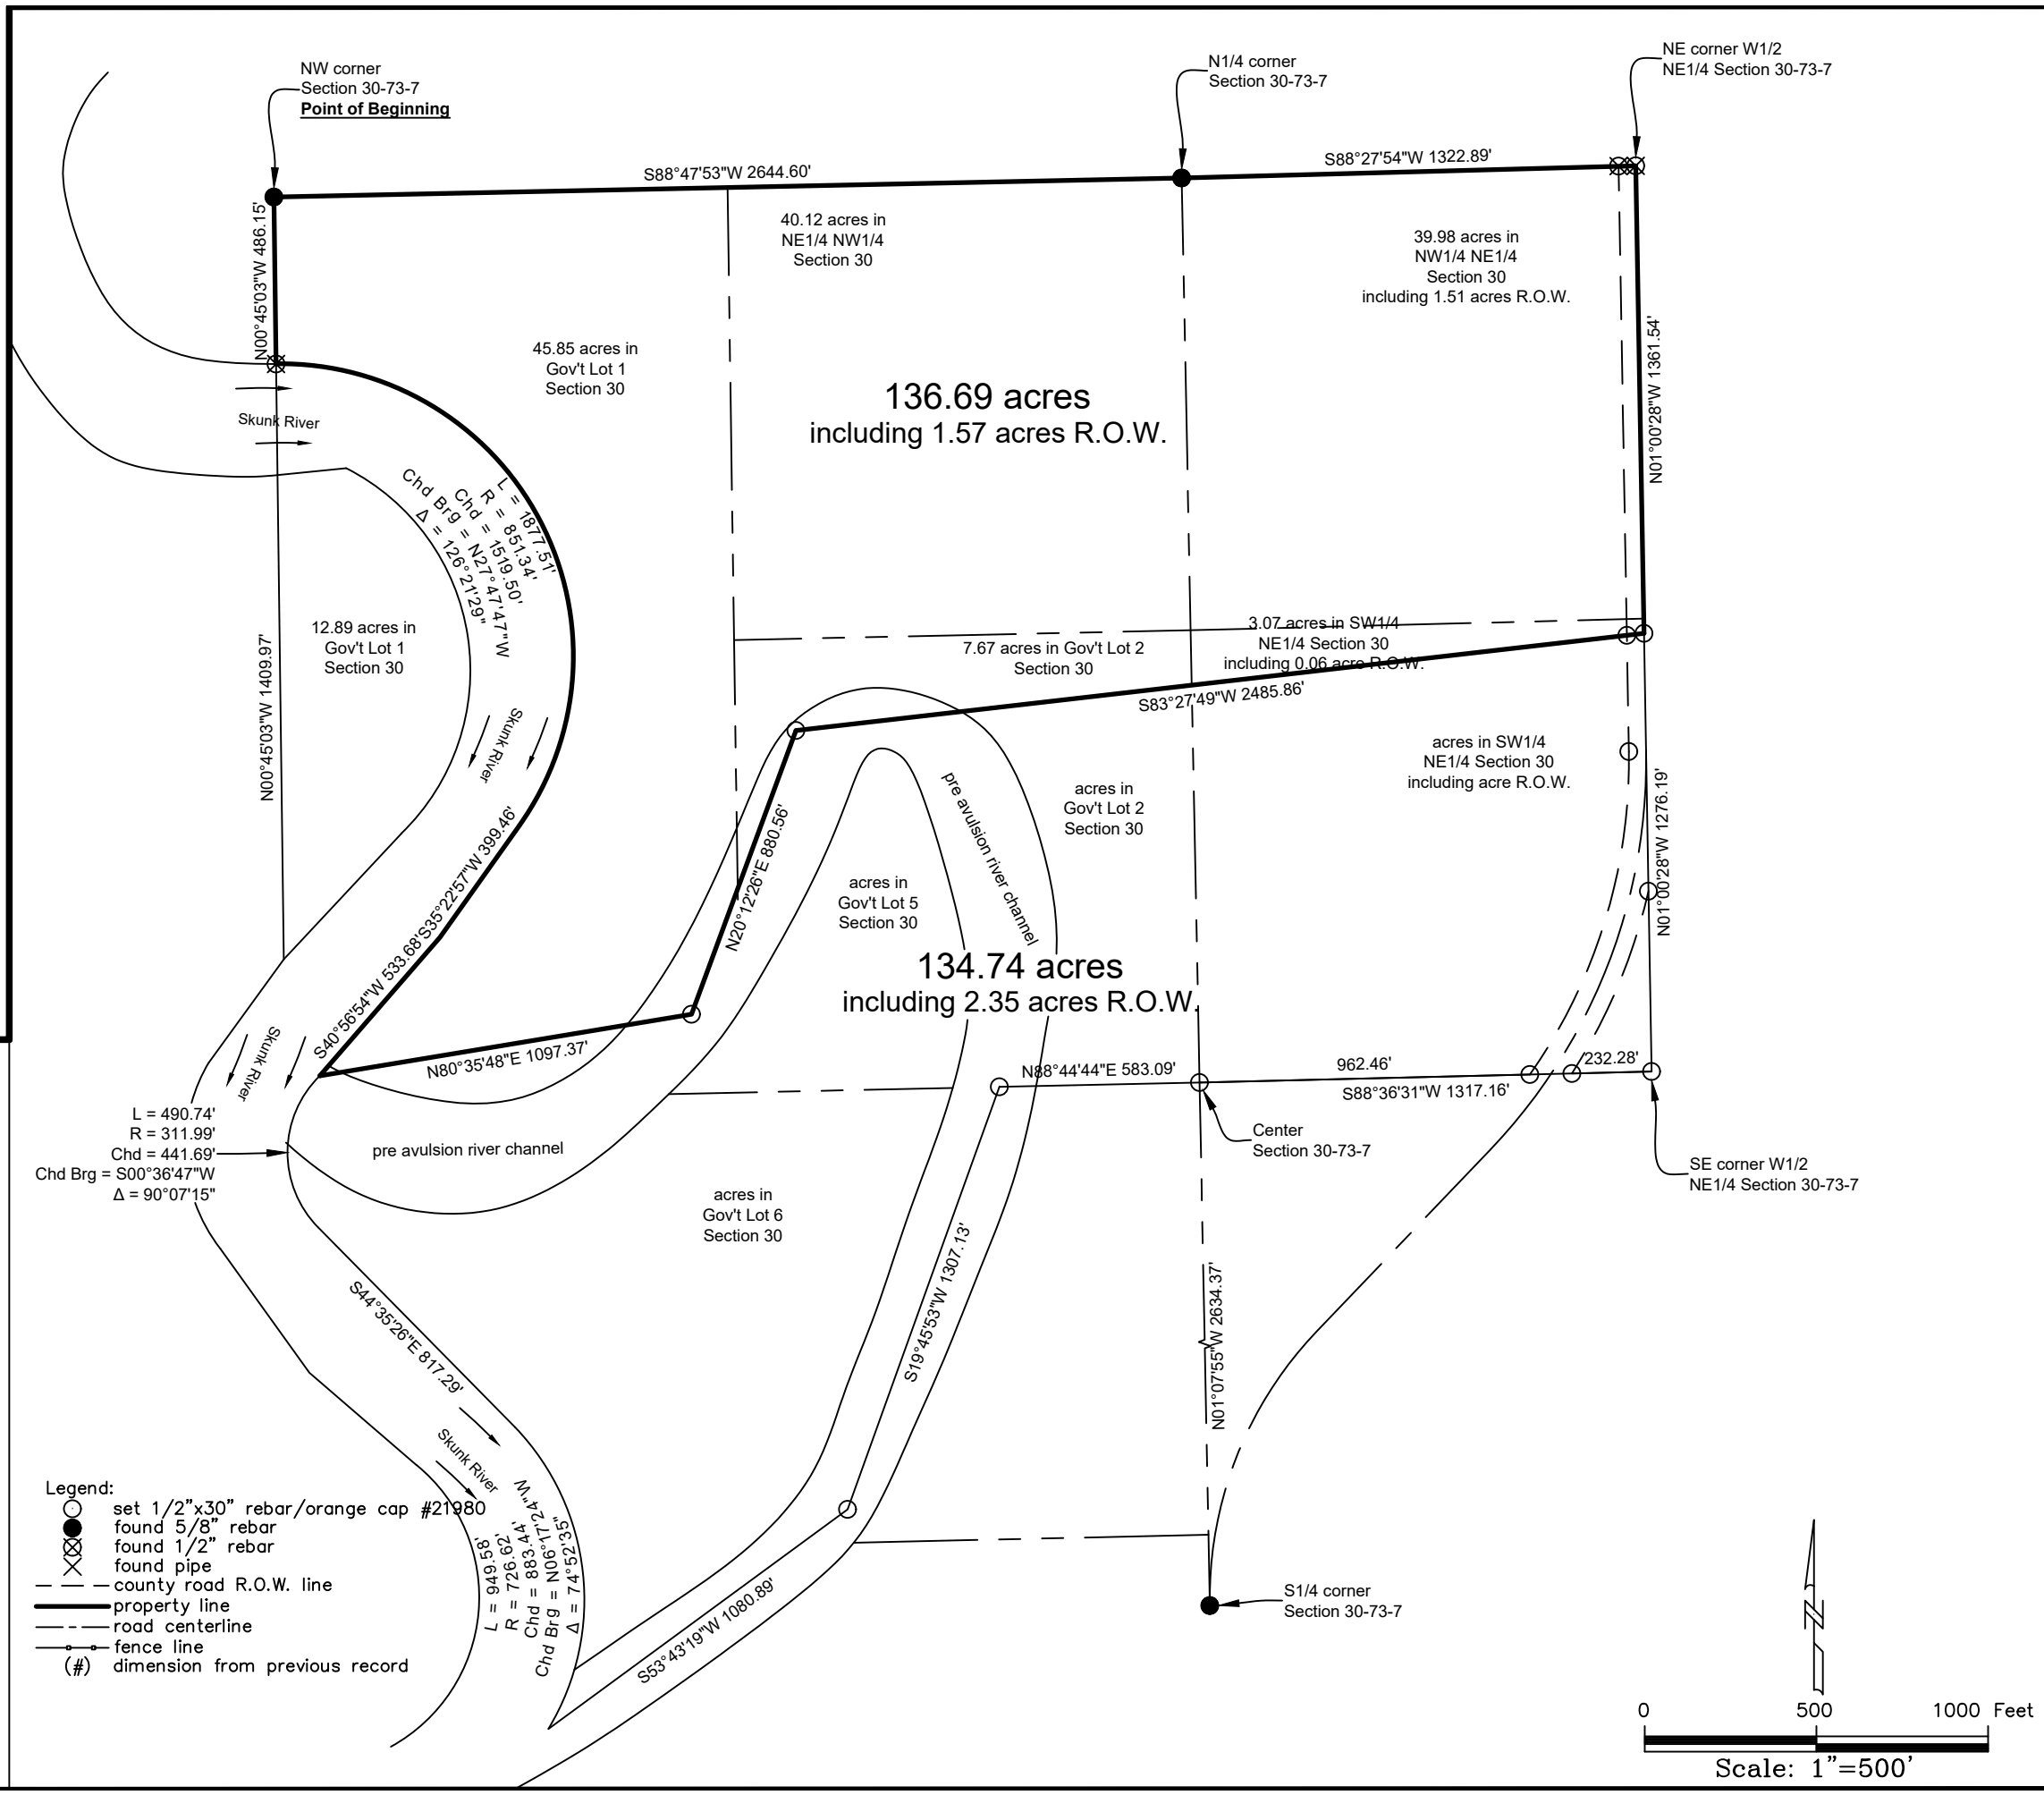 NW corner
Section 30-73-7
Point of Beginning
N1/4 corner
Section 30-73-7
NE corner W1/2
NE1/4 Section 30-73-7
S88°47'53"W 2644.60'
S88°27'54"W 1322.89'
N00°45'03"W 486.15'
40.12 acres in
NE1/4 NW1/4
Section 30
39.98 acres in
NW1/4 NE1/4
Section 30
including 1.51 acres R.O.W.
45.85 acres in
Gov't Lot 1
Section 30
136.69 acres
including 1.57 acres R.O.W.
N01°00'28"W 1361.54'
Skunk River
L = 1877.51'
R = 851.34'
Chd = 1519.50'
Chd Brg = N27°47'47"W
Δ = 126°21'29"
12.89 acres in
Gov't Lot 1
Section 30
N00°45'03"W 1409.97'
3.07 acres in SW1/4
NE1/4 Section 30
including 0.06 acre R.O.W.
7.67 acres in Gov't Lot 2
Section 30
S83°27'49"W 2485.86'
Skunk River
acres in SW1/4
NE1/4 Section 30
including acre R.O.W.
acres in
Gov't Lot 2
Section 30
pre avulsion river channel
N01°00'28"W 1276.19'
S35°22'57"W 399.46'
S40°56'54"W 533.68'
N20°12'26"E 880.56'
acres in
Gov't Lot 5
Section 30
134.74 acres
including 2.35 acres R.O.W.
Skunk River
N80°35'48"E 1097.37'
N88°44'44"E 583.09'
962.46'
232.28'
S88°36'31"W 1317.16'
L = 490.74'
R = 311.99'
Chd = 441.69'
Chd Brg = S00°36'47"W
Δ = 90°07'15"
pre avulsion river channel
Center
Section 30-73-7
SE corner W1/2
NE1/4 Section 30-73-7
acres in
Gov't Lot 6
Section 30
S44°35'26"E 817.29'
S19°45'53"W 1307.13'
N01°07'55"W 2634.37'
Skunk River
L = 949.58'
R = 726.62'
Chd = 883.44'
Chd Brg = N06°17'24"W
Δ = 74°52'35"
S53°43'19"W 1080.89'
S1/4 corner
Section 30-73-7
Legend:
set 1/2"x30" rebar/orange cap #21980
found 5/8" rebar
found 1/2" rebar
found pipe
county road R.O.W. line
property line
road centerline
fence line
(#) dimension from previous record
N
0 500 1000 Feet
Scale: 1"=500'